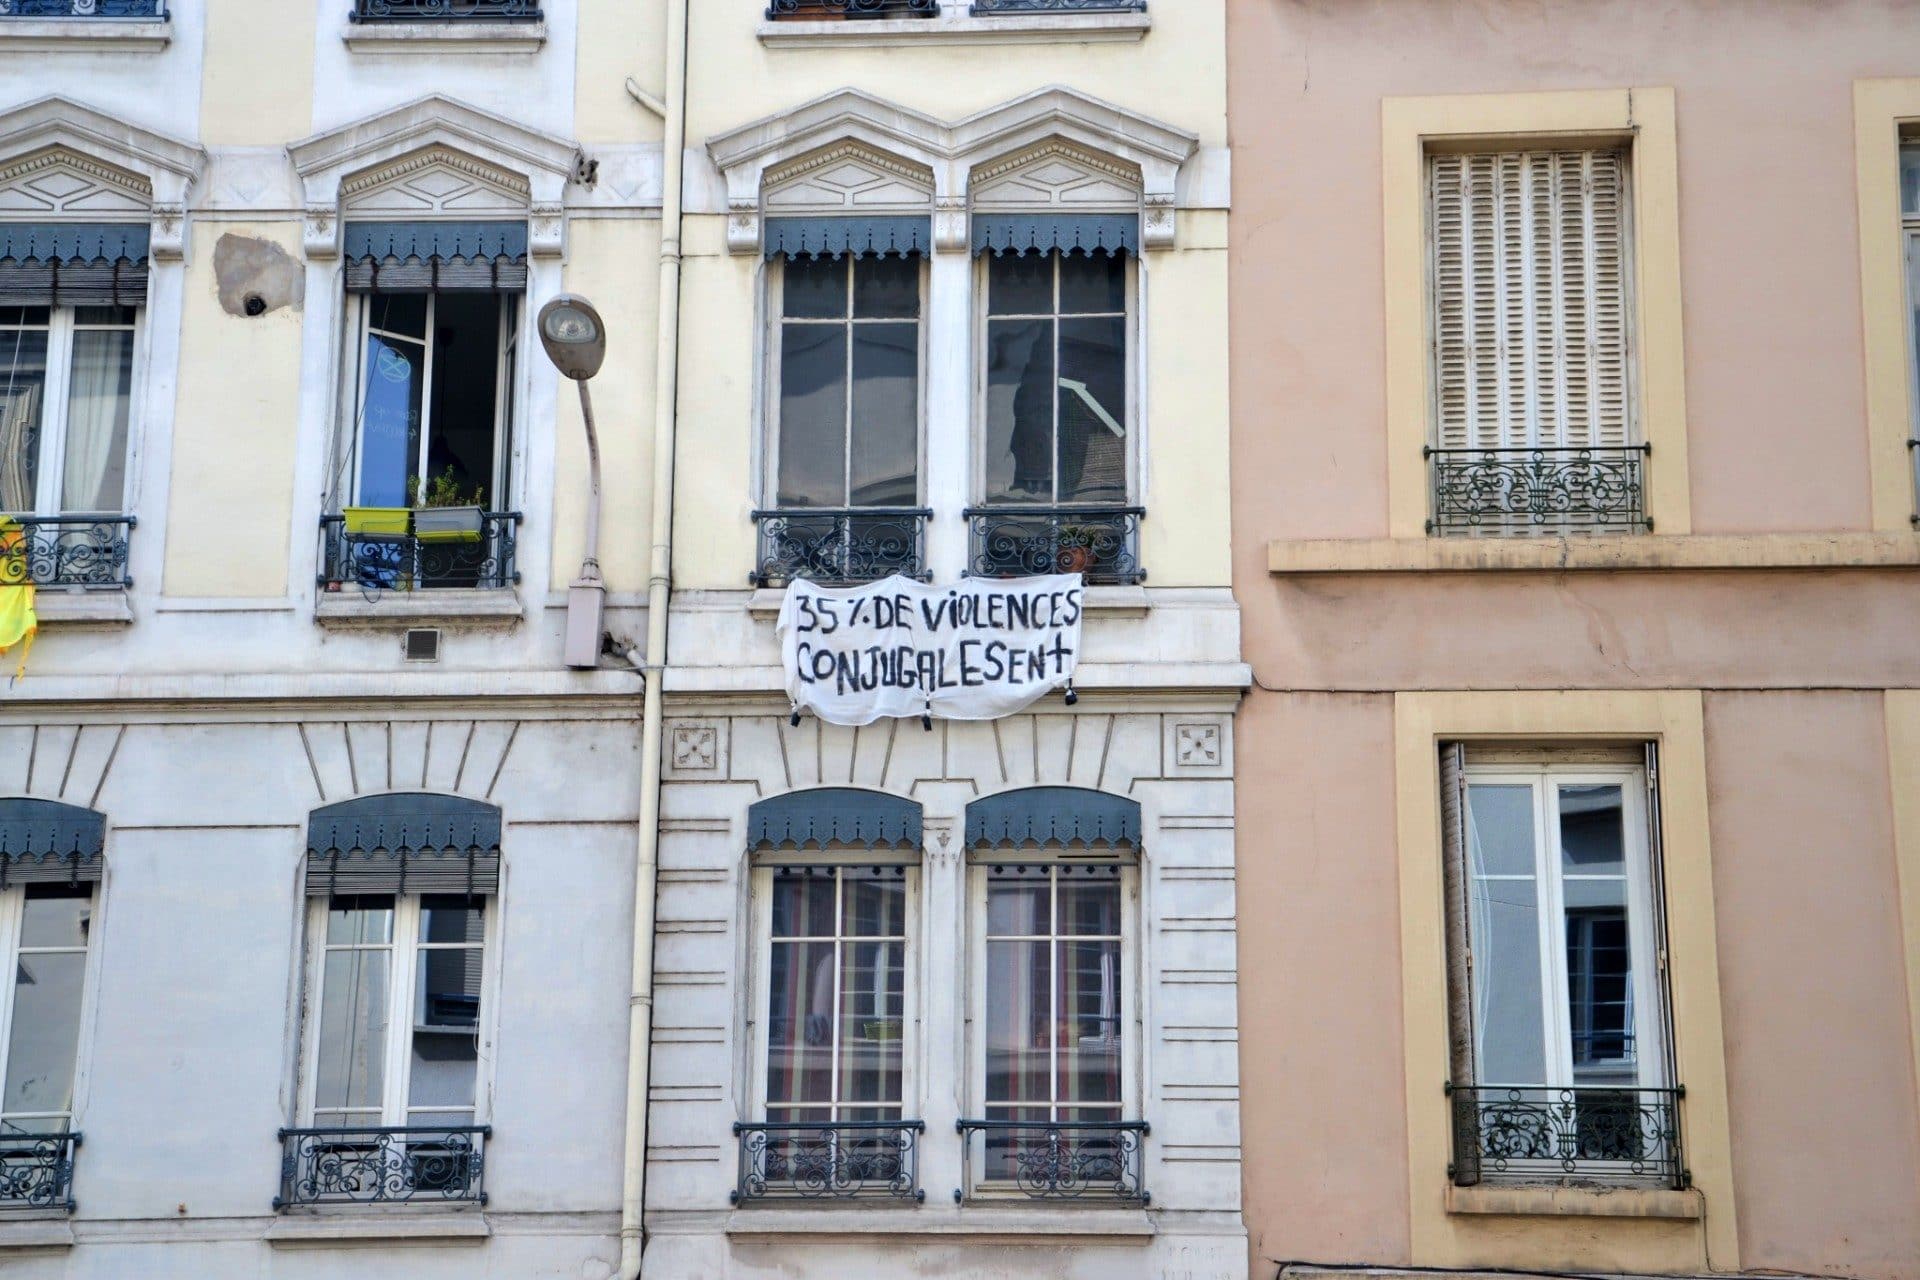 35 % DE ViOLENCES
CONJUGALES EN +